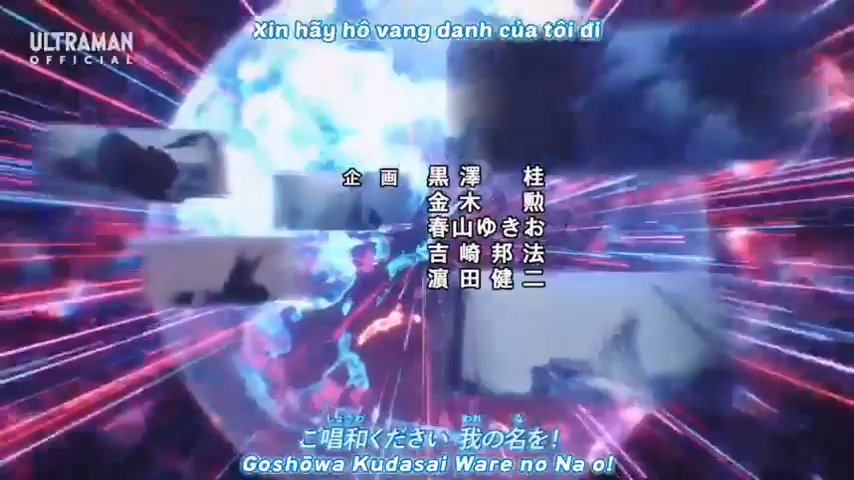 Xin hãy hô vang danh của tôi đi
ULTRAMAN
OFFICIAL
企 画 黒澤 桂
金木 勲
春山ゆきお
吉崎邦法
濵田健二
しょうわ われ な
ご唱和ください 我の名を!
Goshōwa Kudasai Ware no Na o!